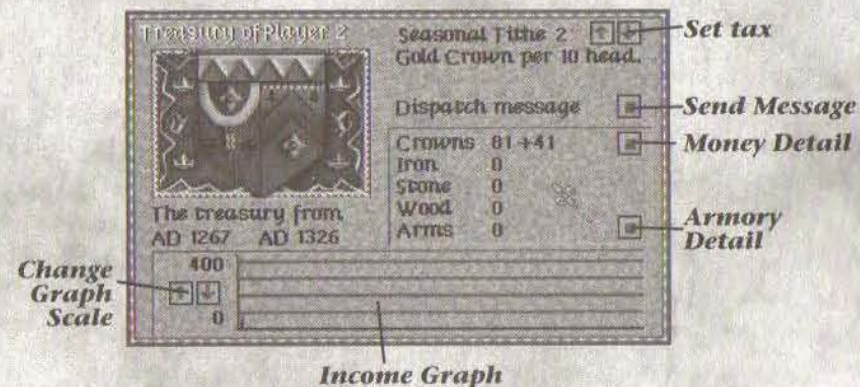 Treasury of Player 2
Seasonal Tithe 2
Gold Crown per 10 head.
Set tax
Dispatch message
Send Message
Crowns 81+41
Money Detail
Iron 0
Stone 0
Wood 0
Arms 0
Armory
Detail
The treasury from
AD 1267 AD 1326
Change
Graph
Scale
400
0
Income Graph